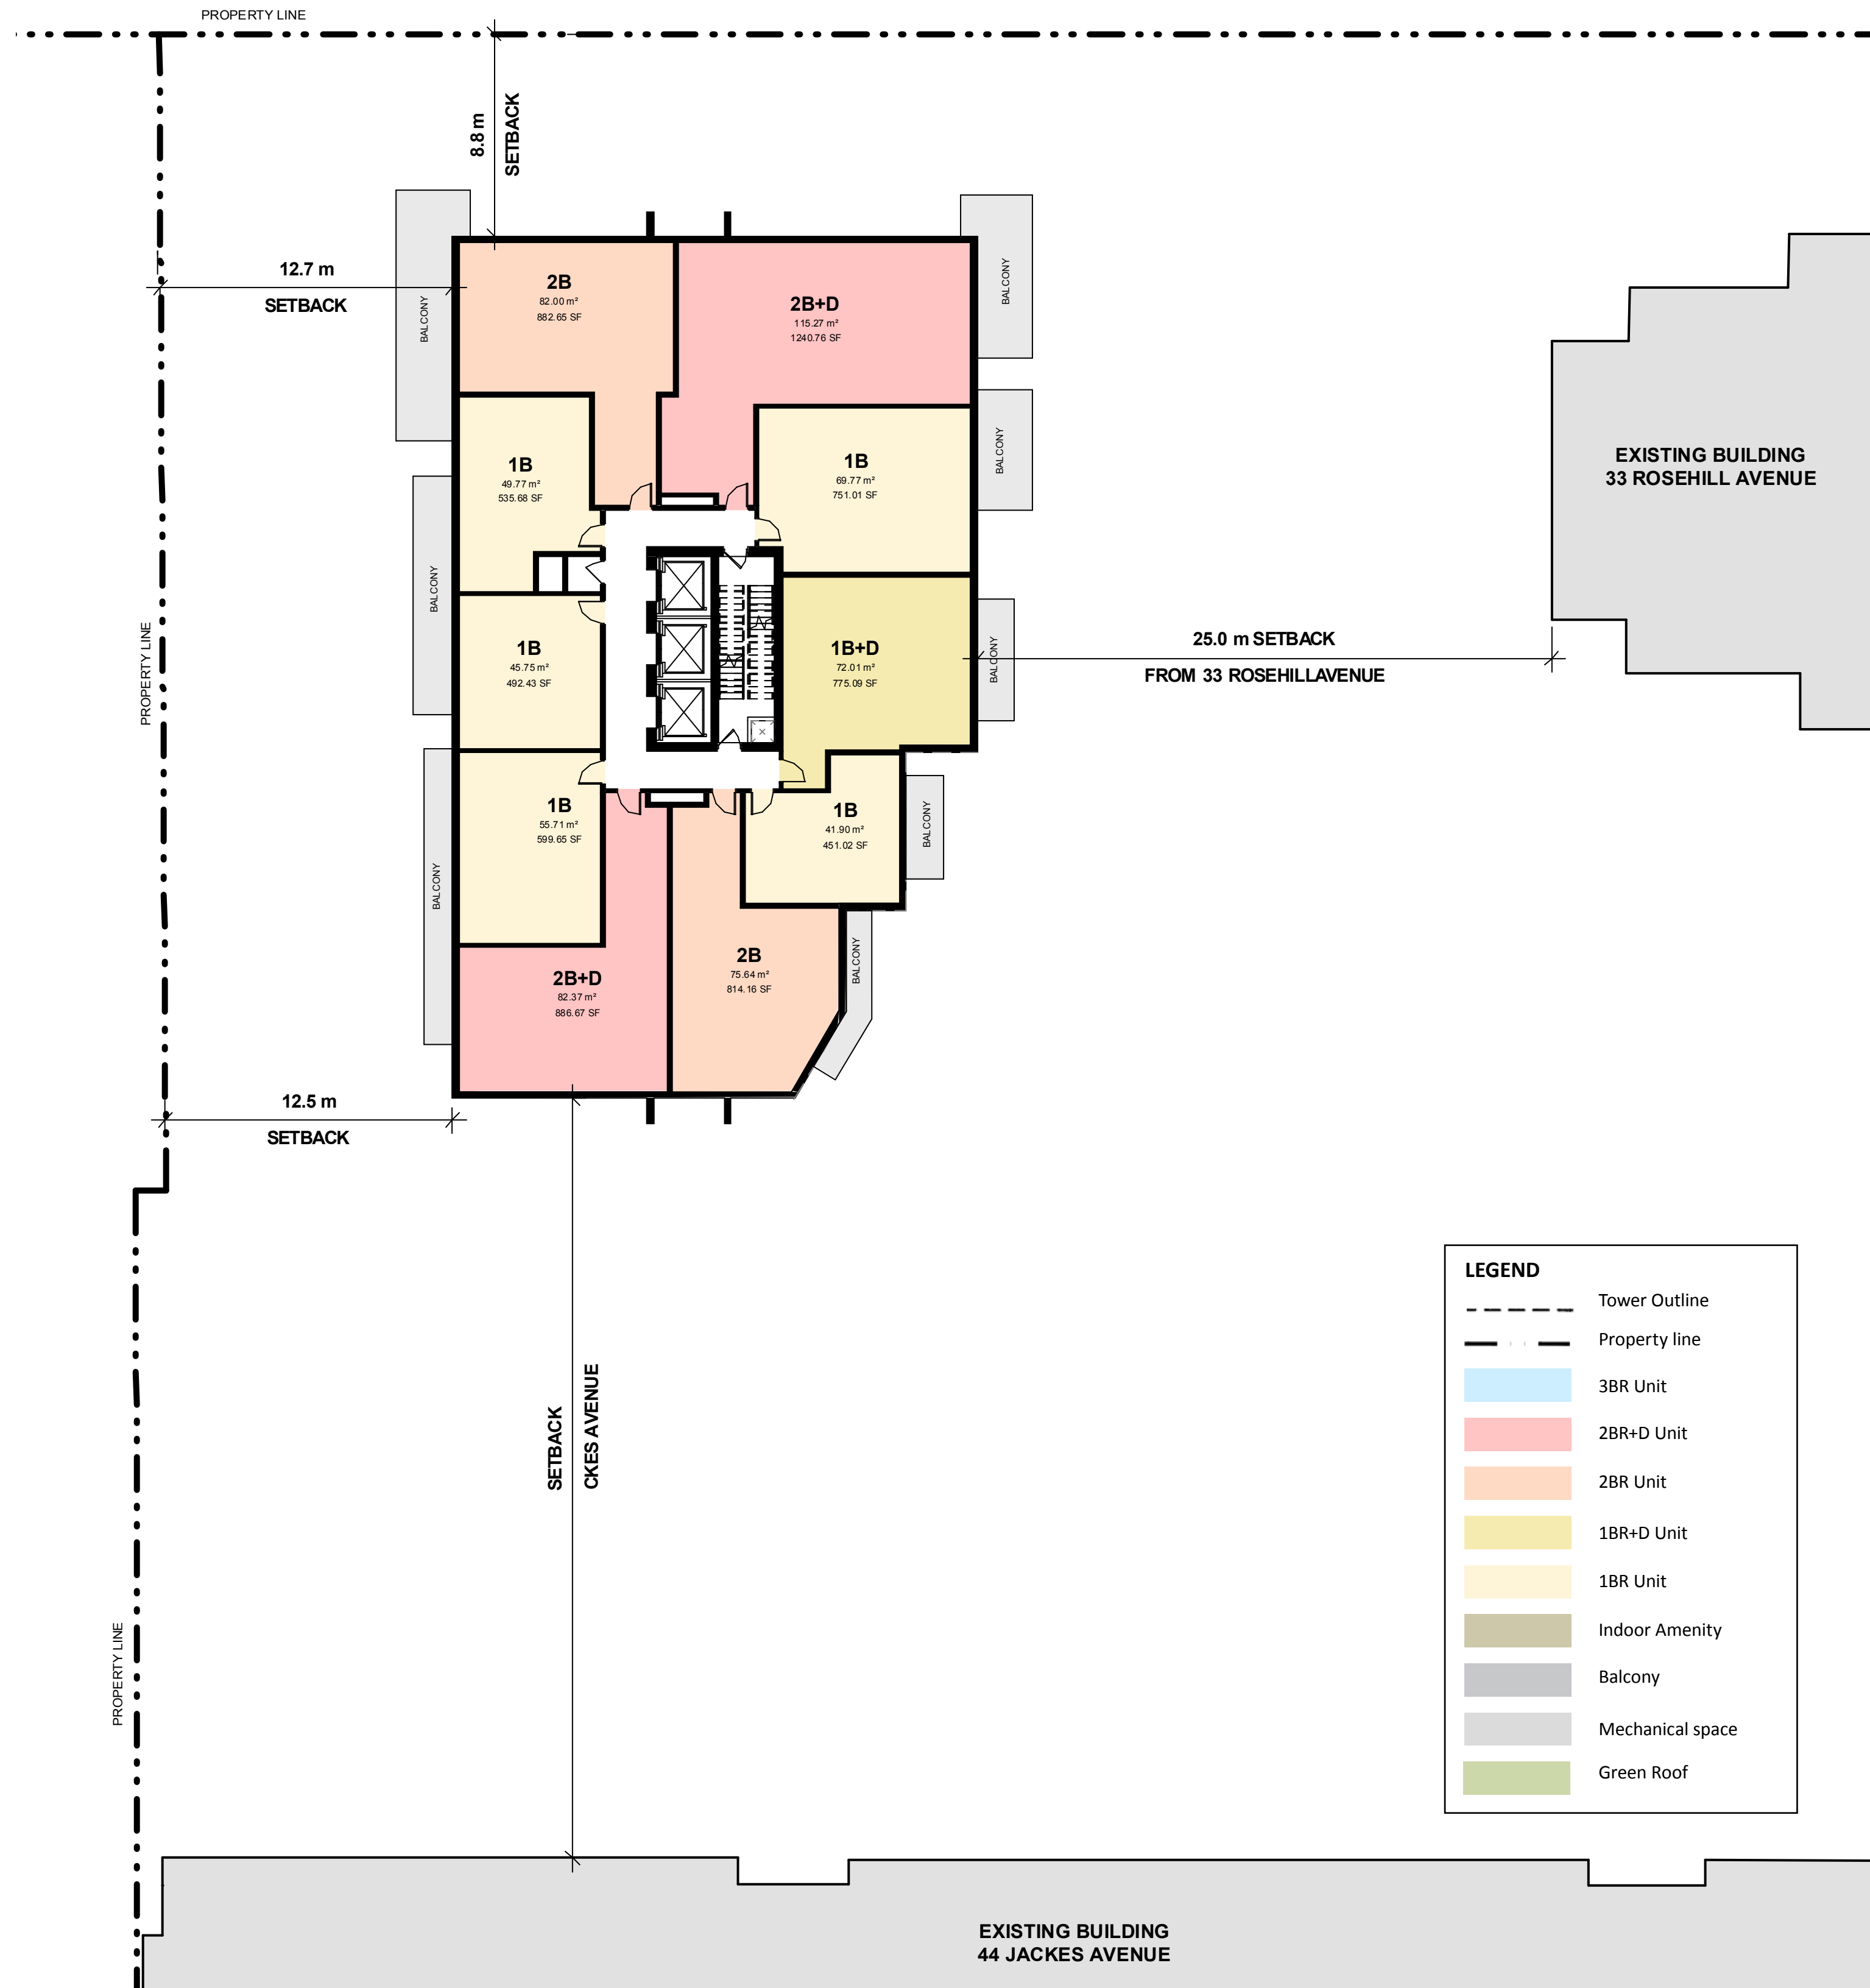 PROPERTY LINE
8.8 m
SETBACK
12.7 m
SETBACK
BALCONY
2B
82.00 m²
882.65 SF
2B+D
115.27 m²
1240.76 SF
BALCONY
1B
49.77 m²
535.68 SF
1B
69.77 m²
751.01 SF
BALCONY
EXISTING BUILDING
33 ROSEHILL AVENUE
BALCONY
PROPERTY LINE
1B
45.75 m²
492.43 SF
1B+D
72.01 m²
775.09 SF
BALCONY
25.0 m SETBACK
FROM 33 ROSEHILLAVENUE
1B
55.71 m²
599.65 SF
1B
41.90 m²
451.02 SF
BALCONY
BALCONY
2B+D
82.37 m²
886.67 SF
2B
75.64 m²
814.16 SF
BALCONY
12.5 m
SETBACK
SETBACK
CKES AVENUE
PROPERTY LINE
LEGEND
Tower Outline
Property line
3BR Unit
2BR+D Unit
2BR Unit
1BR+D Unit
1BR Unit
Indoor Amenity
Balcony
Mechanical space
Green Roof
EXISTING BUILDING
44 JACKES AVENUE